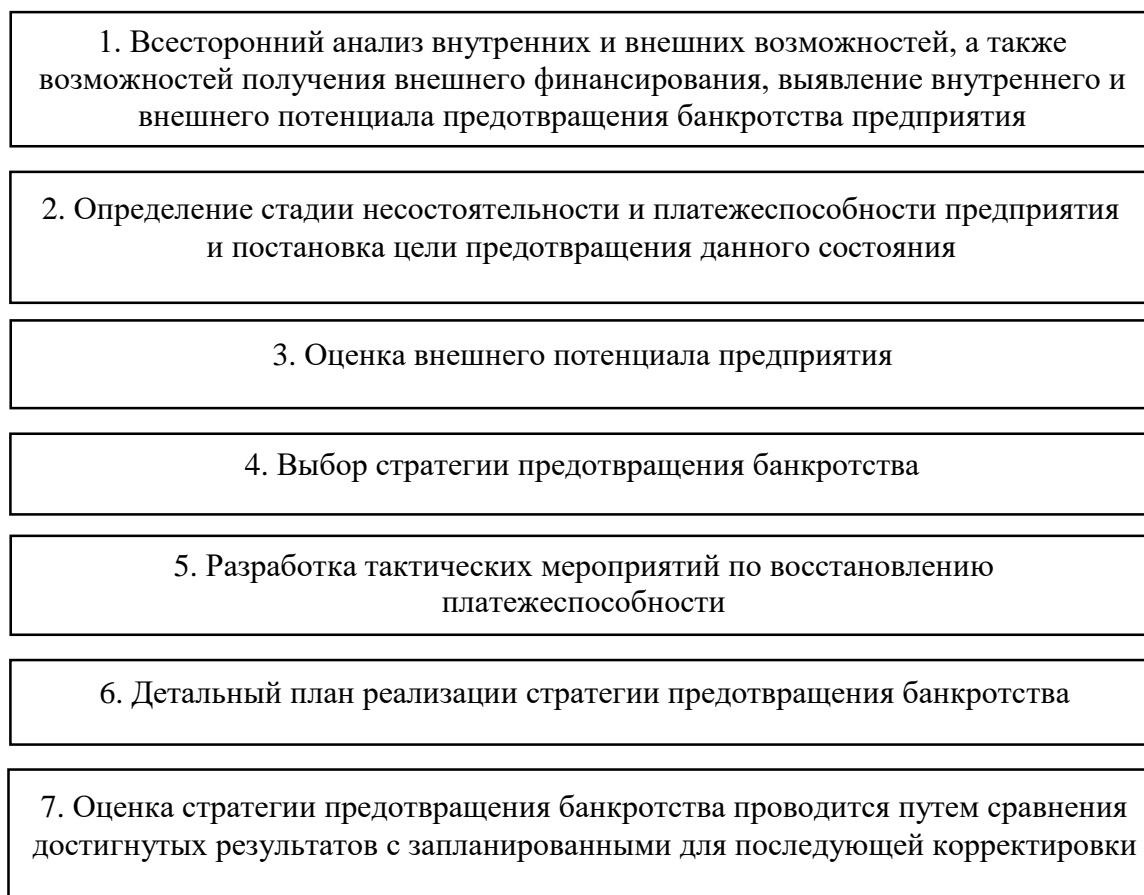 1. Всесторонний анализ внутренних и внешних возможностей, а также
возможностей получения внешнего финансирования, выявление внутреннего и
внешнего потенциала предотвращения банкротства предприятия
2. Определение стадии несостоятельности и платежеспособности предприятия
и постановка цели предотвращения данного состояния
3. Оценка внешнего потенциала предприятия
4. Выбор стратегии предотвращения банкротства
5. Разработка тактических мероприятий по восстановлению
платежеспособности
6. Детальный план реализации стратегии предотвращения банкротства
7. Оценка стратегии предотвращения банкротства проводится путем сравнения
достигнутых результатов с запланированными для последующей корректировки